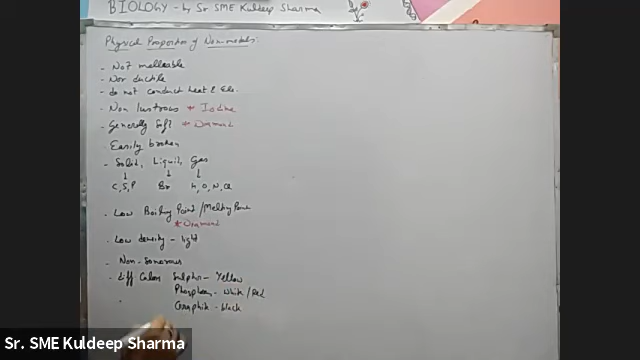 BIOLOGY - by Sr SME Kuldeep Sharma
Physical Properties of Non-metals:
- Not melleable
- Non ductile
- do not conduct heat & Ele.
- Non lustrous * Iodine
- Generally Soft * Diamond
- Easily broken
- Solid, Liquid, Gas
↓ ↓ ↓
C, S, P Br H, O, N, Cl
- Low Boiling Point/Melting Point
* Diamond
- Low density - light
- Non-Sonorous
- diff. Colors Sulphur - Yellow
Phosphorus - White/Red
Graphite - black
Sr. SME Kuldeep Sharma